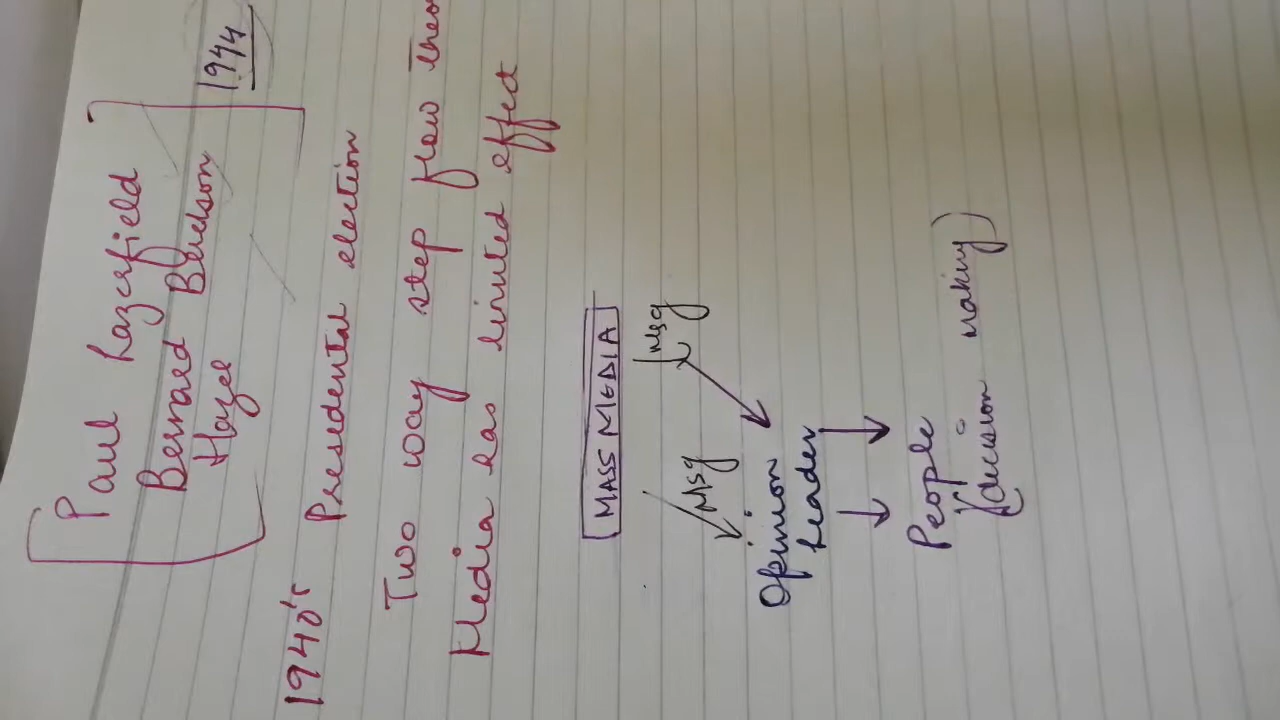 Paul Lazerfield
Bernard Berelson
Hazel
1944
1940's Presedental election
Two way step flow theo
Media has limited effect
MASS MEDIA
Msg msg
Opinion
Leader
People
(decision making)